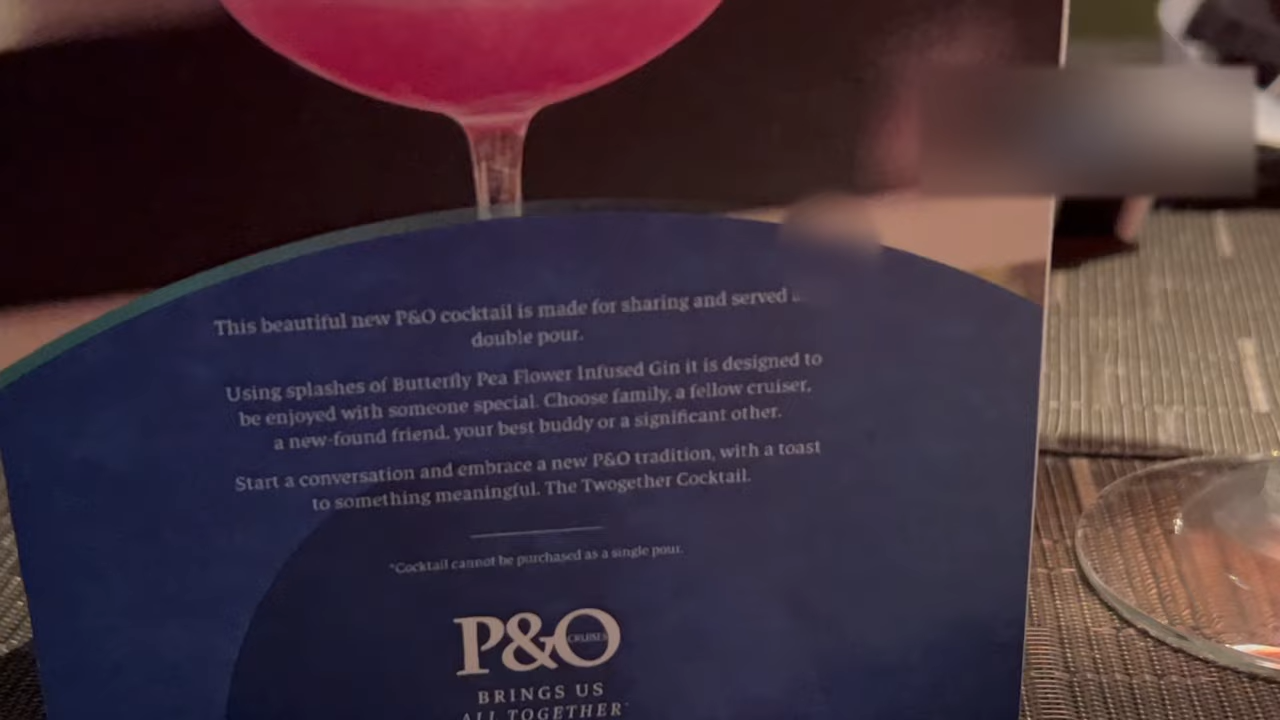 This beautiful new P&O cocktail is made for sharing and served
double pour.
Using splashes of Butterfly Pea Flower Infused Gin it is designed to
be enjoyed with someone special. Choose family, a fellow cruiser,
a new-found friend, your best buddy or a significant other.
Start a conversation and embrace a new P&O tradition, with a toast
to something meaningful. The Twogether Cocktail.
*Cocktail cannot be purchased as a single pour.
P&O
CRUISES
BRINGS US
ALL TOGETHER